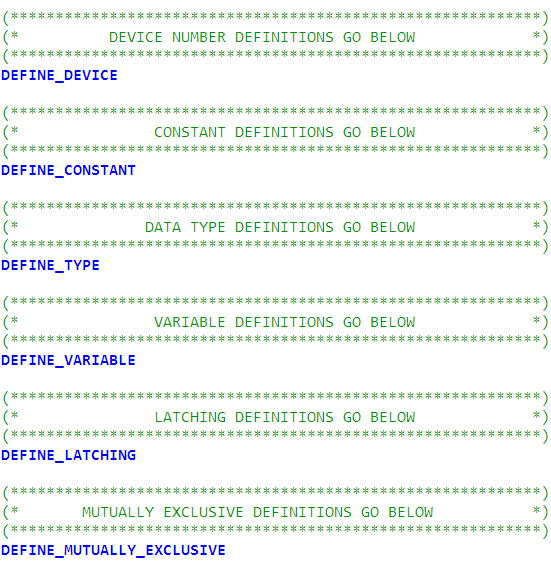 (***********************************************************)
(*          DEVICE NUMBER DEFINITIONS GO BELOW             *)
(***********************************************************)
DEFINE_DEVICE
(***********************************************************)
(*               CONSTANT DEFINITIONS GO BELOW             *)
(***********************************************************)
DEFINE_CONSTANT
(***********************************************************)
(*              DATA TYPE DEFINITIONS GO BELOW             *)
(***********************************************************)
DEFINE_TYPE
(***********************************************************)
(*               VARIABLE DEFINITIONS GO BELOW             *)
(***********************************************************)
DEFINE_VARIABLE
(***********************************************************)
(*               LATCHING DEFINITIONS GO BELOW             *)
(***********************************************************)
DEFINE_LATCHING
(***********************************************************)
(*       MUTUALLY EXCLUSIVE DEFINITIONS GO BELOW           *)
(***********************************************************)
DEFINE_MUTUALLY_EXCLUSIVE